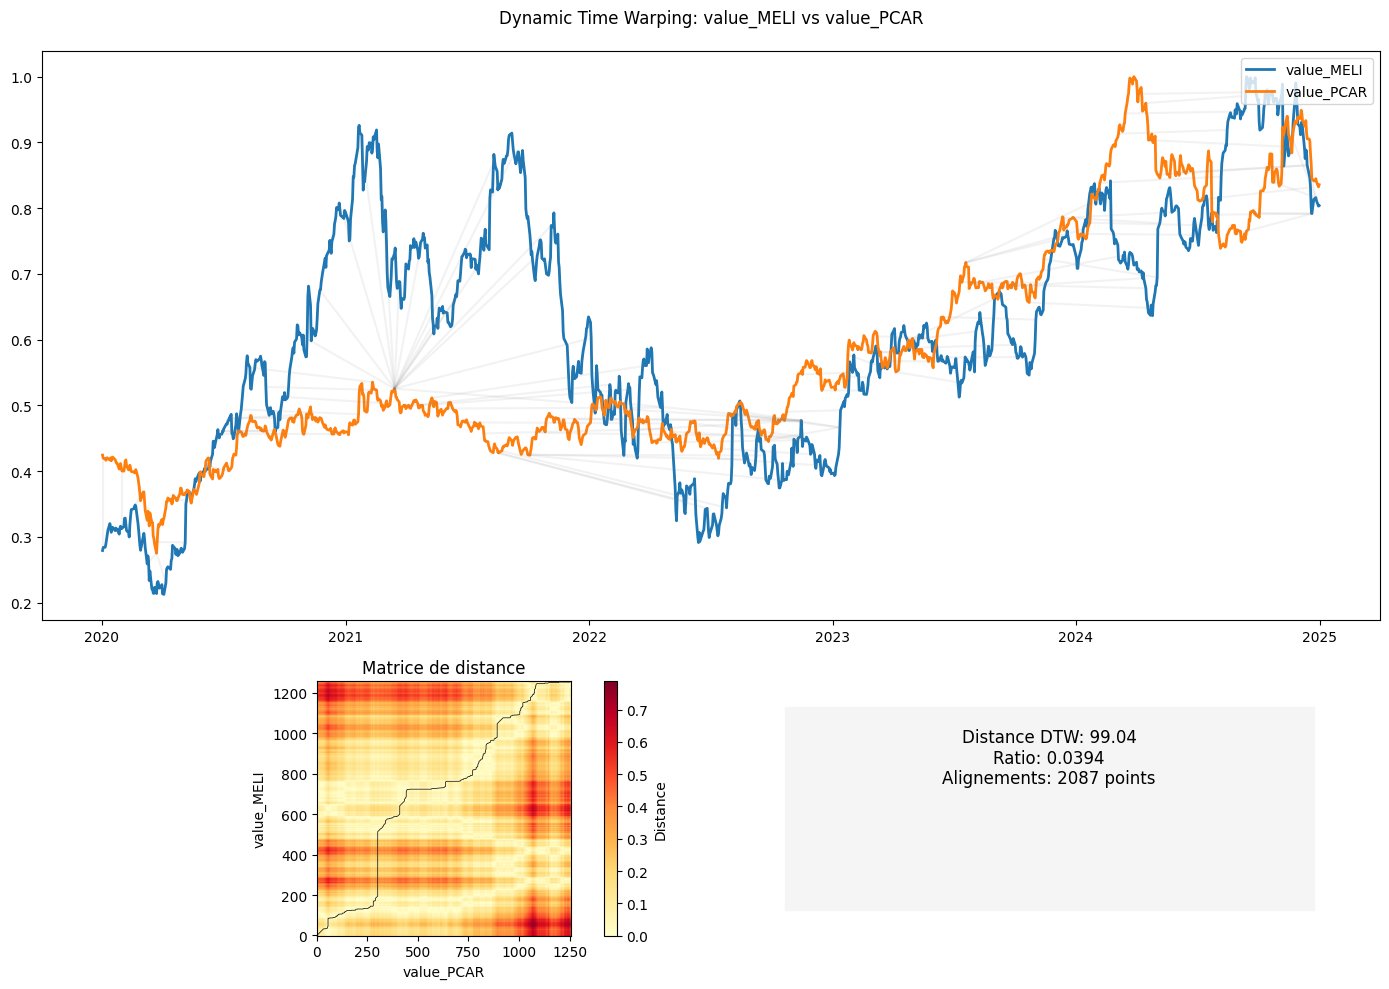 Dynamic Time Warping: value_MELI vs value_PCAR
value_MELI
value_PCAR
1.0
0.9
0.8
0.7
0.6
0.5
0.4
0.3
0.2
2020 2021 2022 2023 2024 2025
Matrice de distance
value_MELI
1200
1000
800
600
400
200
0
0 250 500 750 1000 1250
value_PCAR
0.7
0.6
0.5
0.4
0.3
0.2
0.1
0.0
Distance
Distance DTW: 99.04
Ratio: 0.0394
Alignements: 2087 points